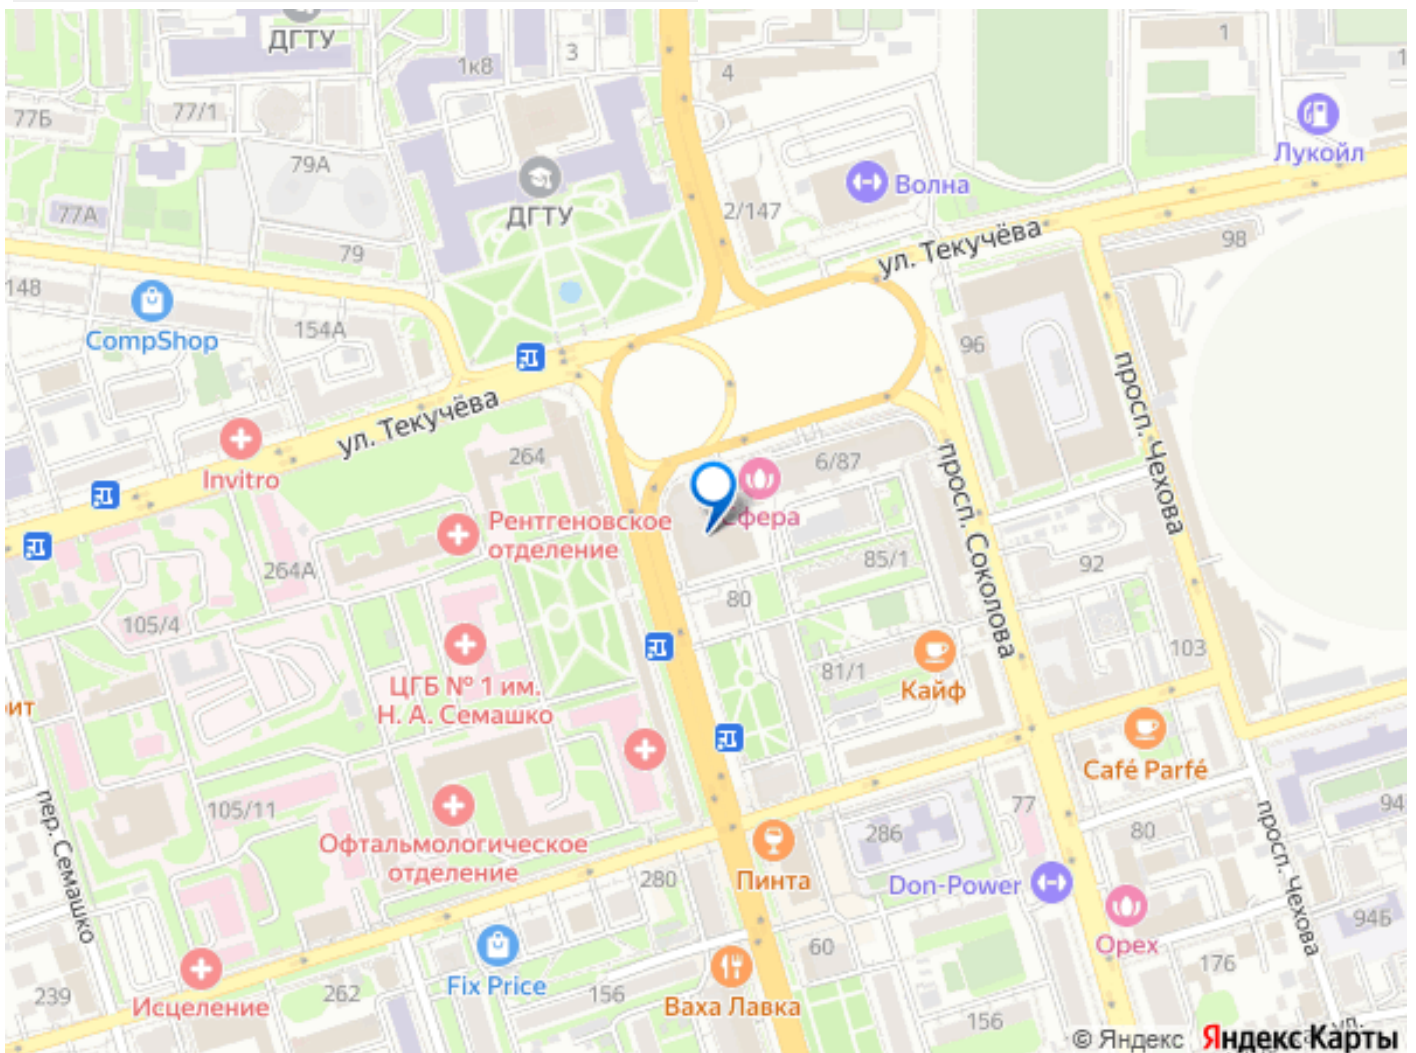 ДГТУ
1
1к8
3
4
77Б
77/1
Лукойл
79А
Волна
ДГТУ
77А
2/147
79
98
ул. Текучёва
148
CompShop
154А
96
просп. Чехова
ул. Текучёва
264
6/87
Invitro
Сфера
Рентгеновское
отделение
просп. Соколова
264А
85/1
92
80
105/4
103
81/1
Кайф
ЦГБ № 1 им.
Н. А. Семашко
ит
Café Parfé
105/11
77
94
80
286
пер. Семашко
Офтальмологическое
отделение
280
Пинта
Don-Power
просп. Чехова
94Б
60
Орех
176
Fix Price
239
262
Исцеление
156
Ваха Лавка
156
ул.
© Яндекс Яндекс Карты